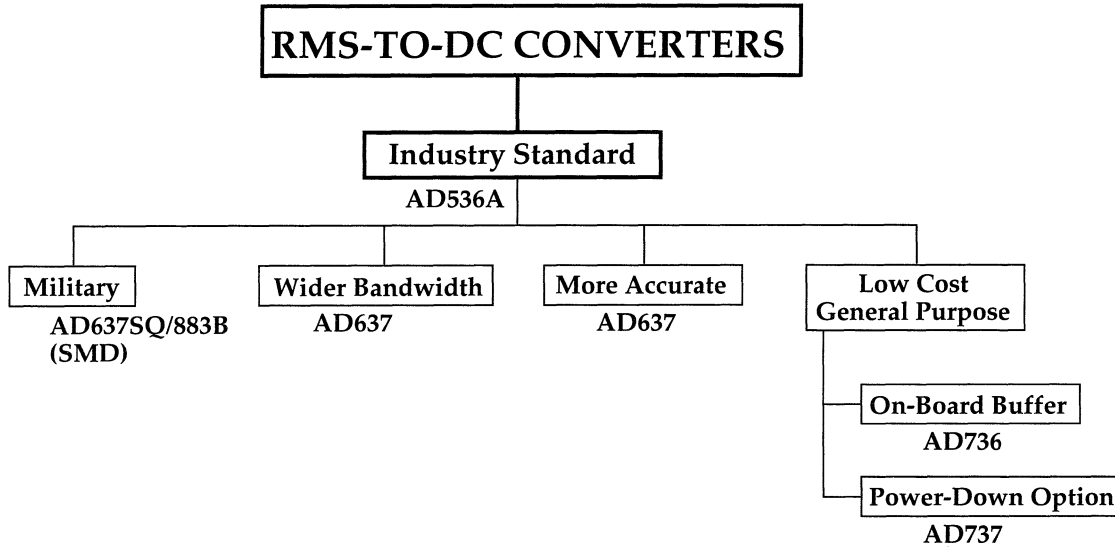 RMS-TO-DC CONVERTERS
Industry Standard
AD536A
Military
AD637SQ/883B
(SMD)
Wider Bandwidth
AD637
More Accurate
AD637
Low Cost
General Purpose
On-Board Buffer
AD736
Power-Down Option
AD737